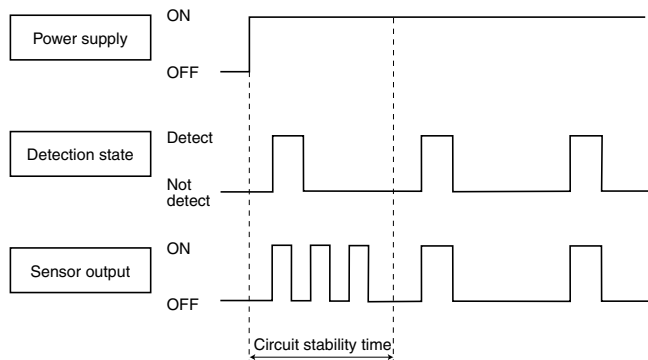 ON
Power supply
OFF
Detect
Detection state
Not
detect
ON
Sensor output
OFF
Circuit stability time